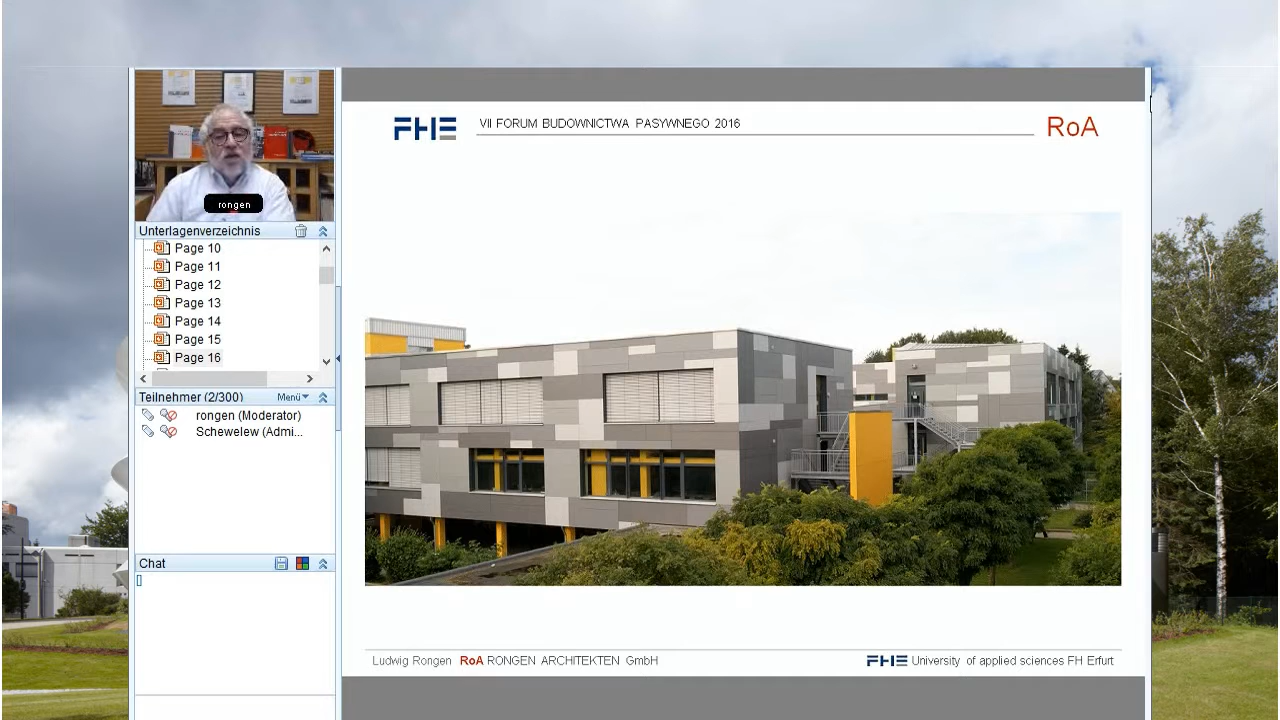 FHE
VII FORUM BUDOWNICTWA PASYWNEGO 2016
RoA
rongen
Unterlagenverzeichnis
Page 10
Page 11
Page 12
Page 13
Page 14
Page 15
Page 16
Teilnehmer (2/300)
Menü
rongen (Moderator)
Schewelew (Admi...
Chat
Ludwig Rongen RoA RONGEN ARCHITEKTEN GmbH
FHE University of applied sciences FH Erfurt